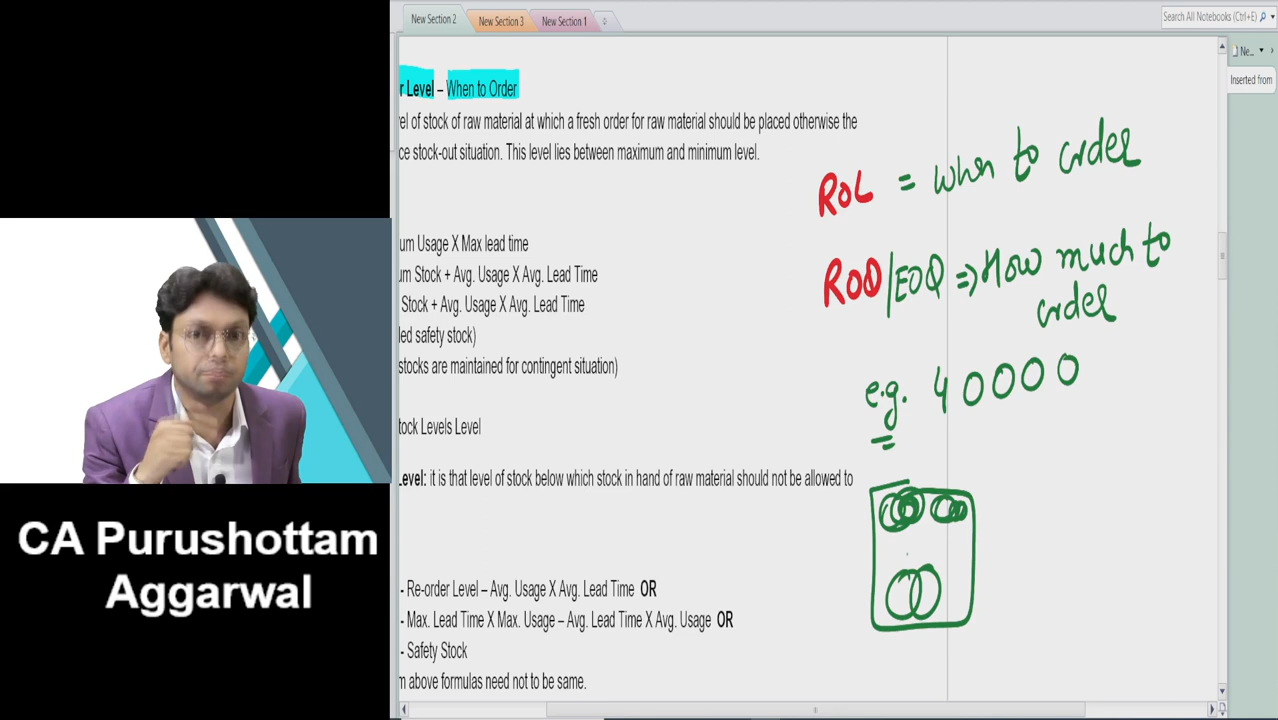 New Section 2
New Section 3
New Section 1
Search All Notebooks (Ctrl+E)
Ne...
Inserted from
r Level – When to Order
vel of stock of raw material at which a fresh order for raw material should be placed otherwise the
ce stock-out situation. This level lies between maximum and minimum level.
um Usage X Max lead time
um Stock + Avg. Usage X Avg. Lead Time
Stock + Avg. Usage X Avg. Lead Time
led safety stock)
stocks are maintained for contingent situation)
tock Levels Level
Level: it is that level of stock below which stock in hand of raw material should not be allowed to
- Re-order Level – Avg. Usage X Avg. Lead Time OR
- Max. Lead Time X Max. Usage – Avg. Lead Time X Avg. Usage OR
- Safety Stock
m above formulas need not to be same.
ROL = when to order
ROQ/EOQ => How much to
order
e.g. 40000
CA Purushottam
Aggarwal